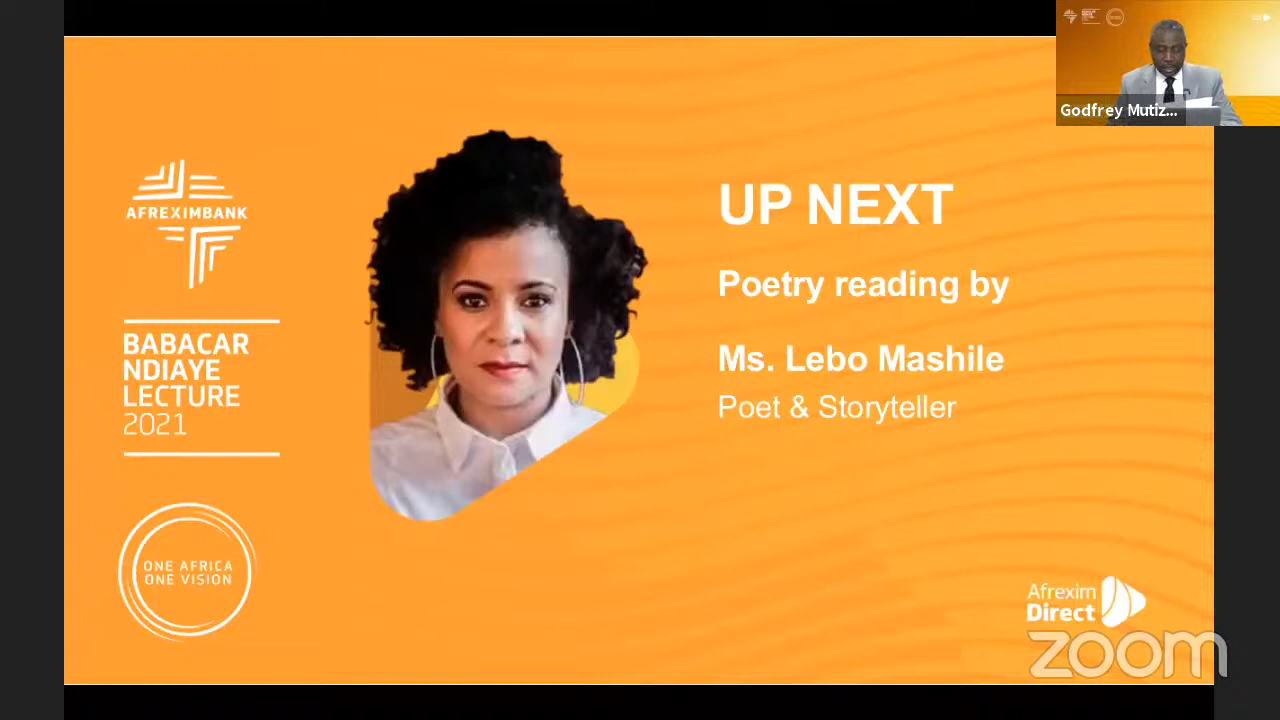 AFREXIMBANK
BABACAR
NDIAYE
LECTURE
2021
ONE AFRICA
ONE VISION
UP NEXT
Poetry reading by
Ms. Lebo Mashile
Poet & Storyteller
Godfrey Mutiz...
Afrexim
Direct
zoom